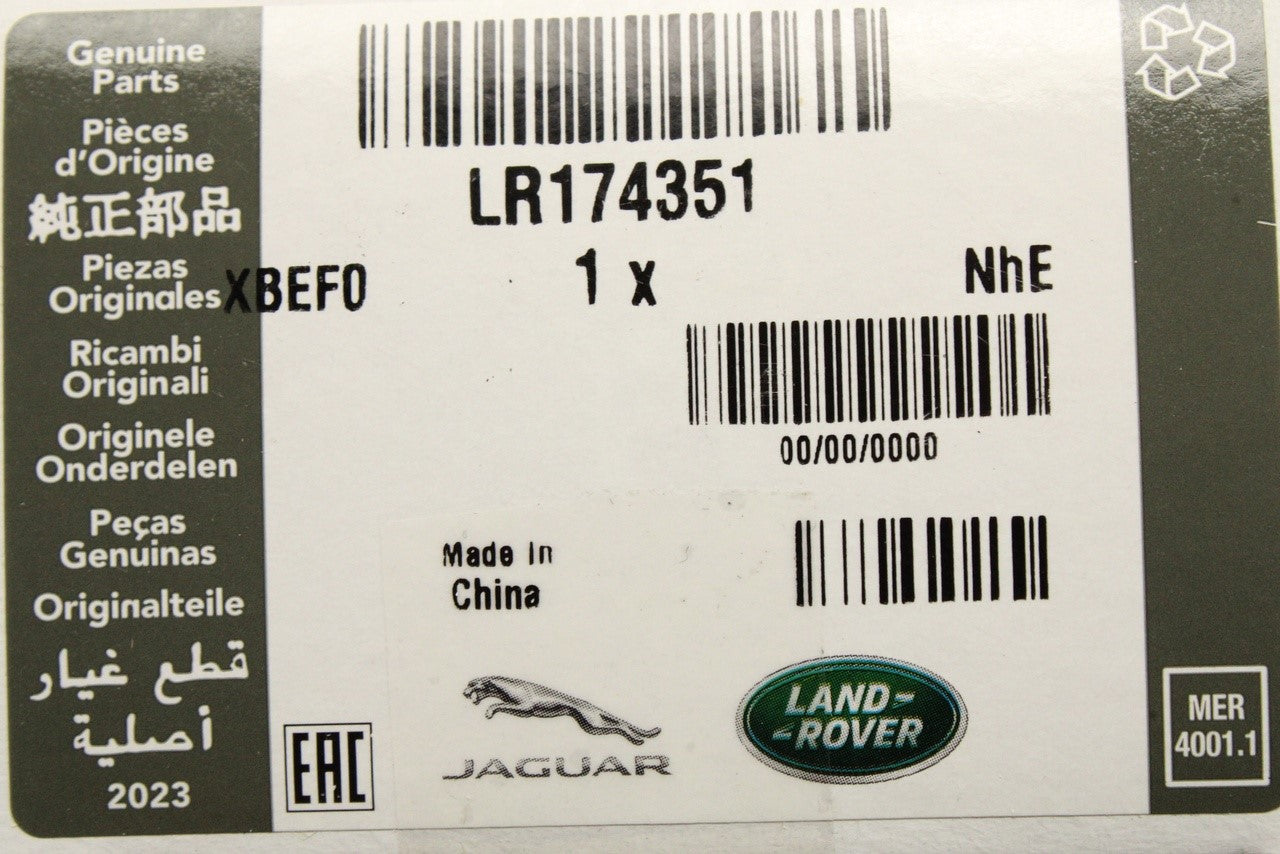 Genuine
Parts
Pièces
d'Origine
純正部品
Piezas
Originales
Ricambi
Originali
Originele
Onderdelen
Peças
Genuinas
Originalteile
قطع غيار
أصلية
2023
LR174351
XBEF0
1 x
NhE
00/00/0000
Made In
China
EAC
JAGUAR
LAND-
-ROVER
MER
4001.1